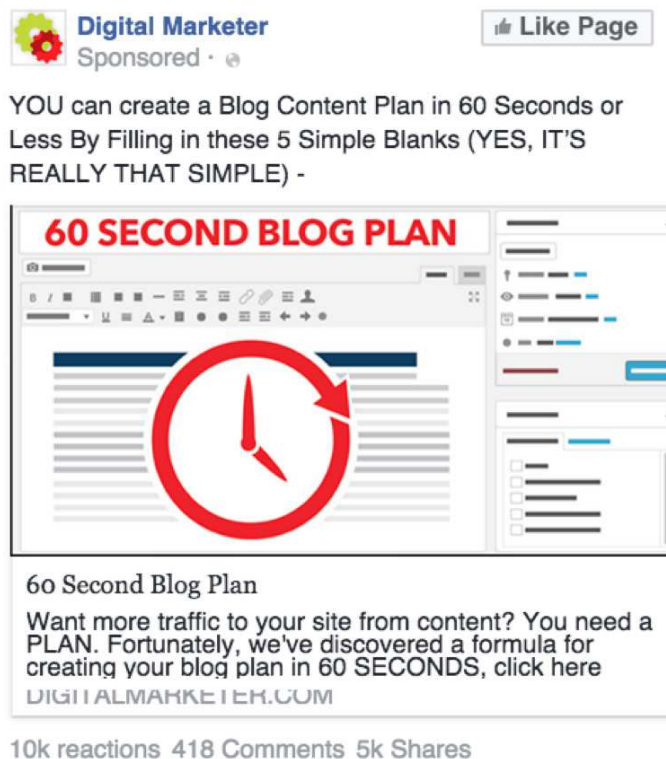 Digital Marketer
Like Page
Sponsored ·
YOU can create a Blog Content Plan in 60 Seconds or
Less By Filling in these 5 Simple Blanks (YES, IT'S
REALLY THAT SIMPLE) -
60 SECOND BLOG PLAN
B I
U A
60 Second Blog Plan
Want more traffic to your site from content? You need a
PLAN. Fortunately, we've discovered a formula for
creating your blog plan in 60 SECONDS, click here
DIGITALMARKETER.COM
10k reactions 418 Comments 5k Shares